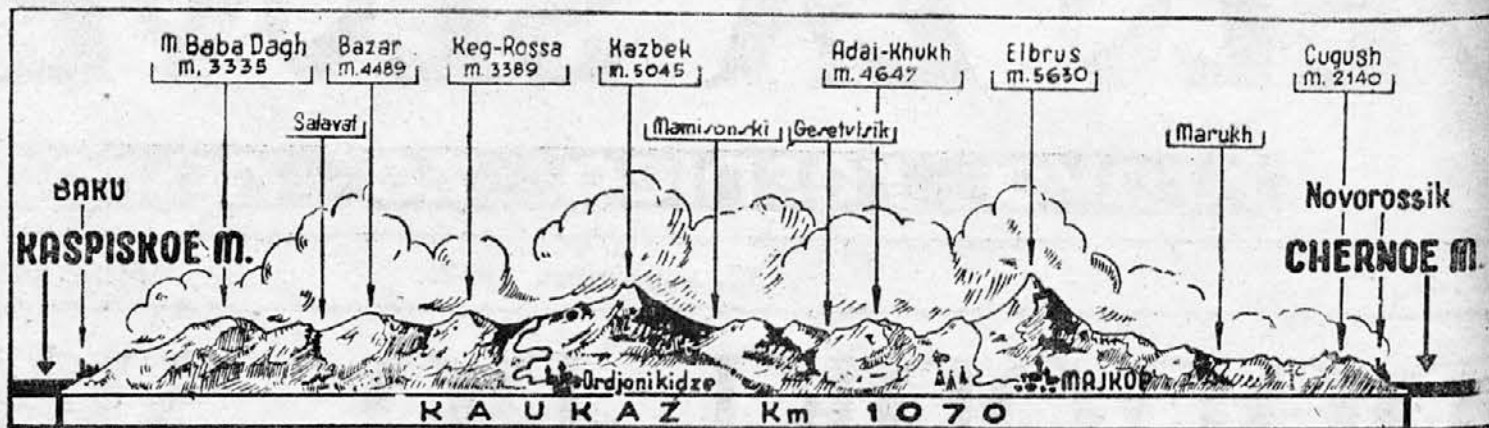 M. Baba Dagh
m. 3335
Bazar
m. 4489
Keg-Rossa
m. 3389
Kazbek
m. 5045
Adai-Khukh
m. 4647
Elbrus
m. 5630
Cugush
m. 2140
Salavat
Mamisonski
Gesetvtsik
Marukh
BAKU
KASPISKOE M.
Novorossik
CHERNOE M.
Ordjonikidze
MAJKOP
KAUKAZ Km 1070